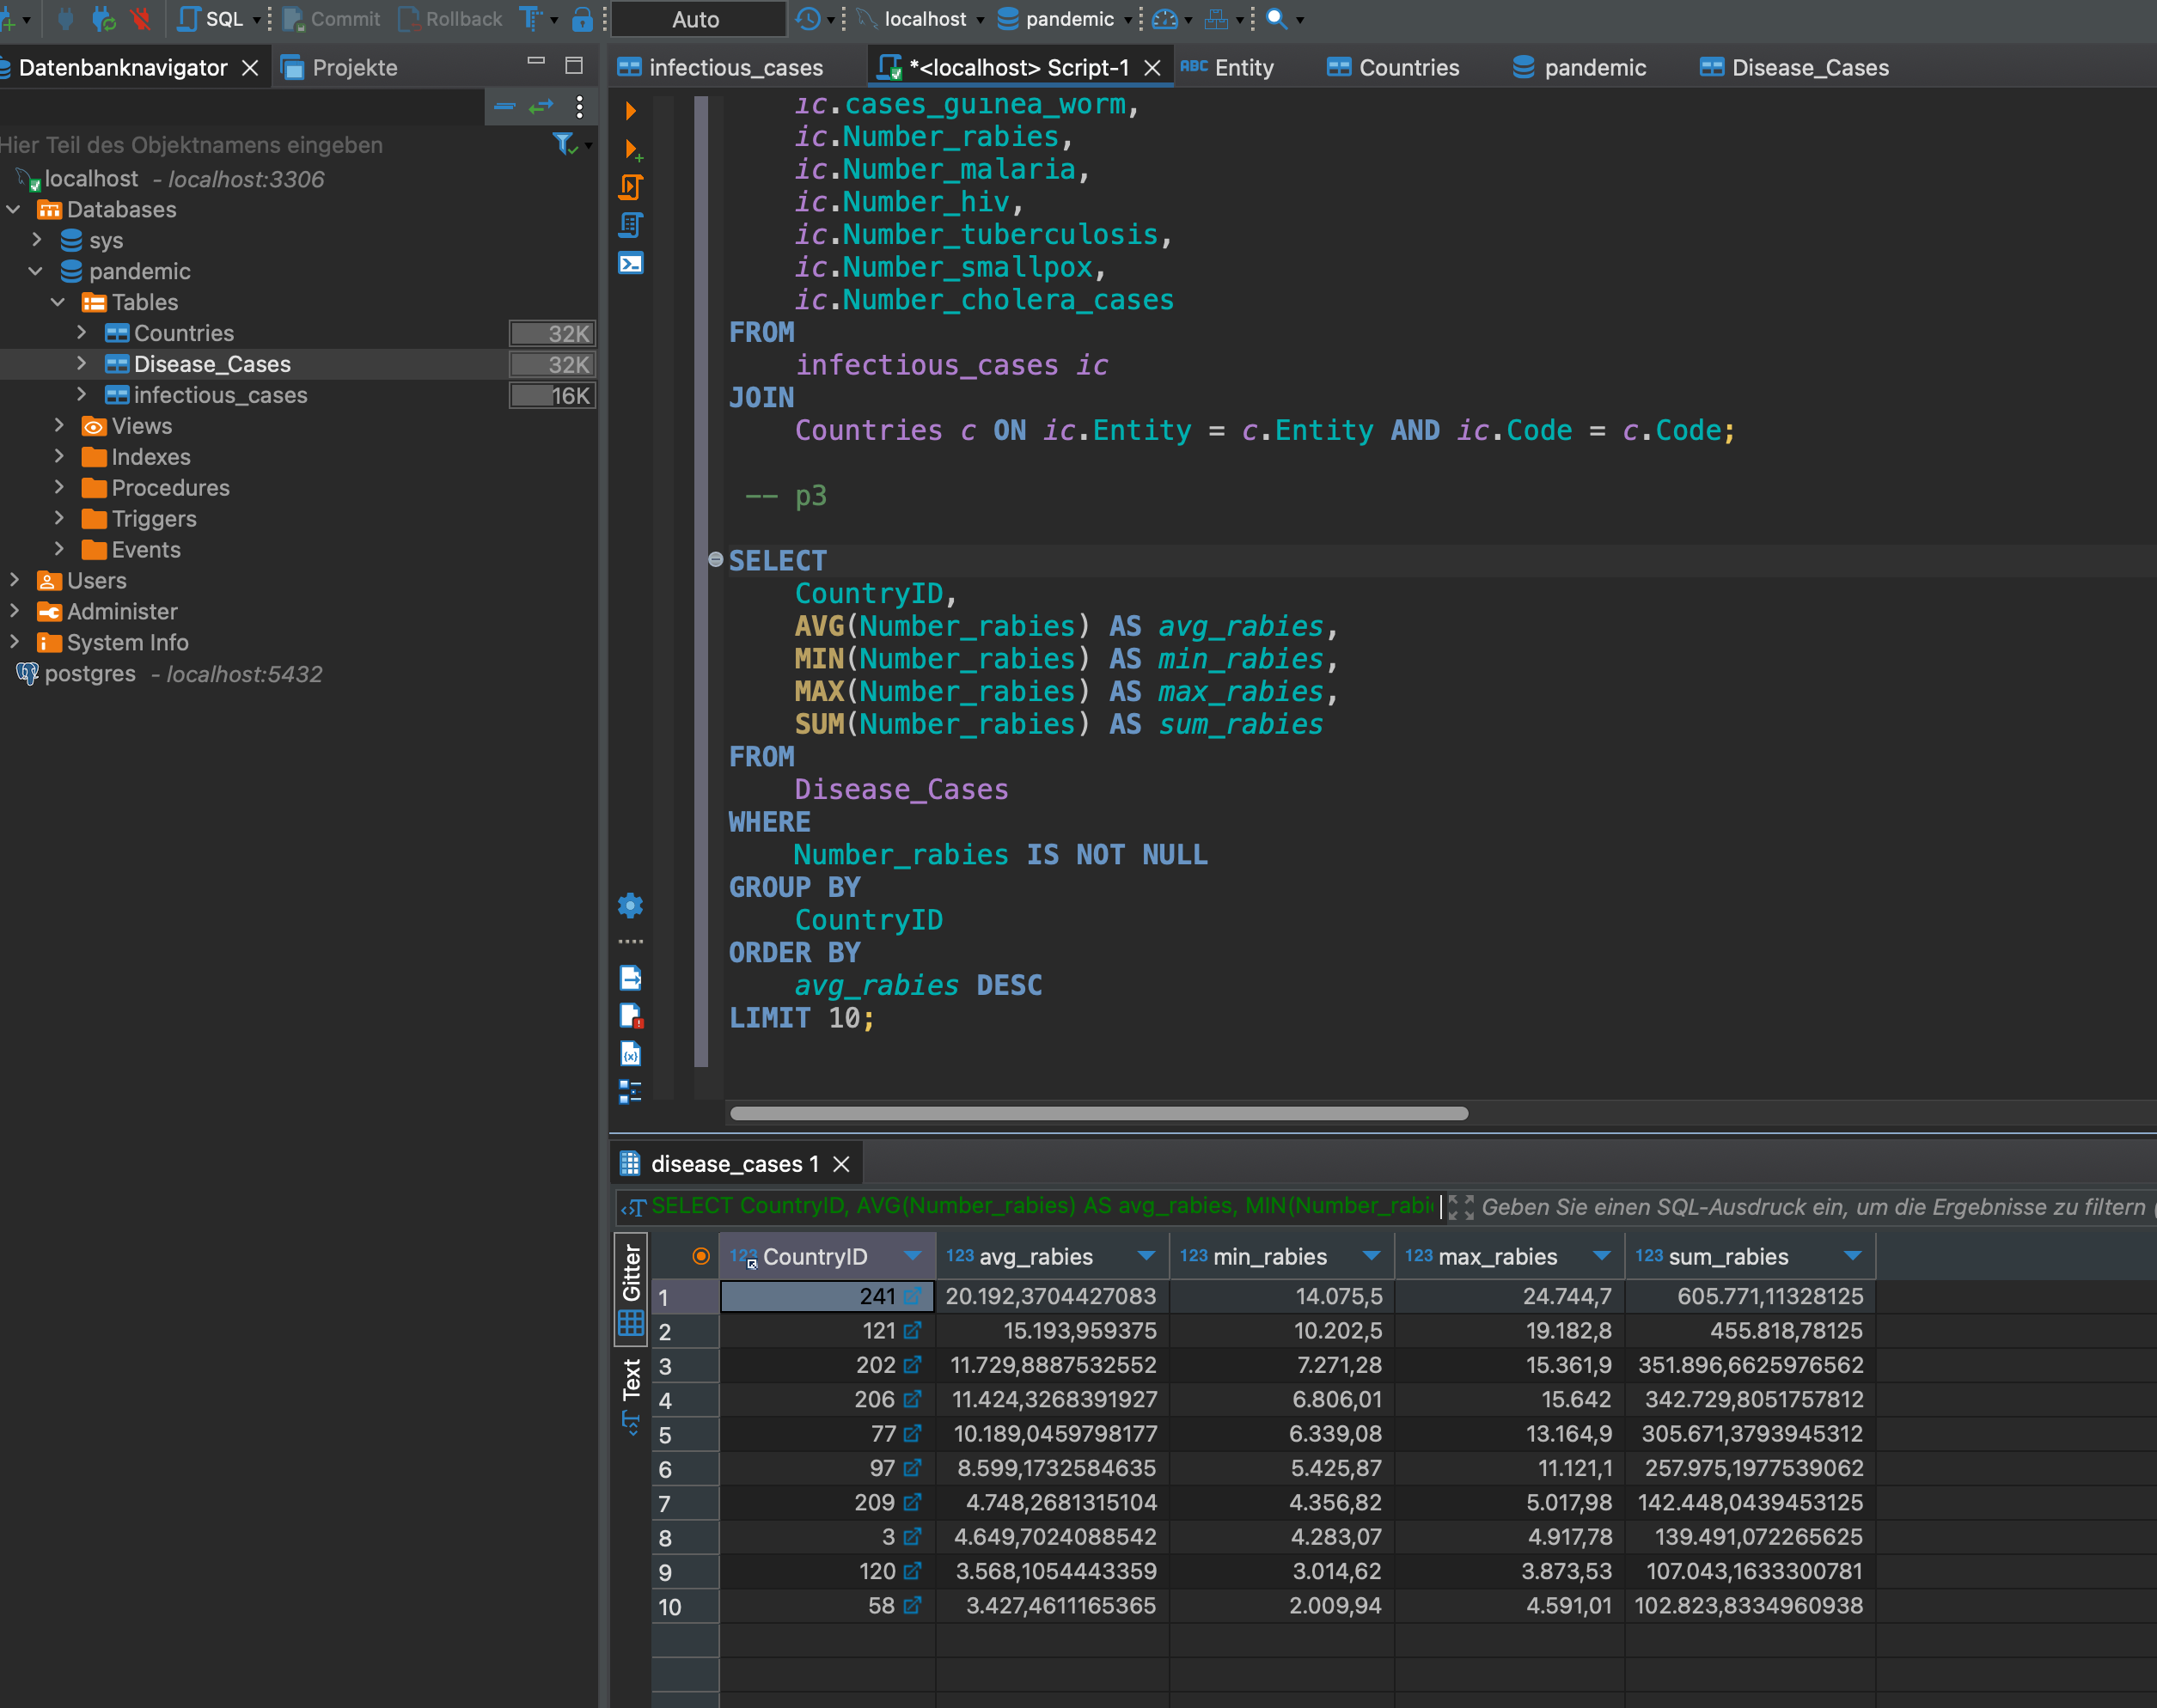 SQL Commit Rollback Auto localhost pandemic
Datenbanknavigator Projekte
Hier Teil des Objektnamens eingeben
localhost - localhost:3306
Databases
sys
pandemic
Tables
Countries 32K
Disease_Cases 32K
infectious_cases 16K
Views
Indexes
Procedures
Triggers
Events
Users
Administer
System Info
postgres - localhost:5432
infectious_cases *<localhost> Script-1 ABC Entity Countries pandemic Disease_Cases
ic.cases_guinea_worm,
ic.Number_rabies,
ic.Number_malaria,
ic.Number_hiv,
ic.Number_tuberculosis,
ic.Number_smallpox,
ic.Number_cholera_cases
FROM
infectious_cases ic
JOIN
Countries c ON ic.Entity = c.Entity AND ic.Code = c.Code;
-- p3
SELECT
CountryID,
AVG(Number_rabies) AS avg_rabies,
MIN(Number_rabies) AS min_rabies,
MAX(Number_rabies) AS max_rabies,
SUM(Number_rabies) AS sum_rabies
FROM
Disease_Cases
WHERE
Number_rabies IS NOT NULL
GROUP BY
CountryID
ORDER BY
avg_rabies DESC
LIMIT 10;
disease_cases 1
SELECT CountryID, AVG(Number_rabies) AS avg_rabies, MIN(Number_rabi Geben Sie einen SQL-Ausdruck ein, um die Ergebnisse zu filtern (
Gitter
Text
123 CountryID 123 avg_rabies 123 min_rabies 123 max_rabies 123 sum_rabies
1 241 20.192,3704427083 14.075,5 24.744,7 605.771,11328125
2 121 15.193,959375 10.202,5 19.182,8 455.818,78125
3 202 11.729,8887532552 7.271,28 15.361,9 351.896,6625976562
4 206 11.424,3268391927 6.806,01 15.642 342.729,8051757812
5 77 10.189,0459798177 6.339,08 13.164,9 305.671,3793945312
6 97 8.599,1732584635 5.425,87 11.121,1 257.975,1977539062
7 209 4.748,2681315104 4.356,82 5.017,98 142.448,0439453125
8 3 4.649,7024088542 4.283,07 4.917,78 139.491,072265625
9 120 3.568,1054443359 3.014,62 3.873,53 107.043,1633300781
10 58 3.427,4611165365 2.009,94 4.591,01 102.823,8334960938